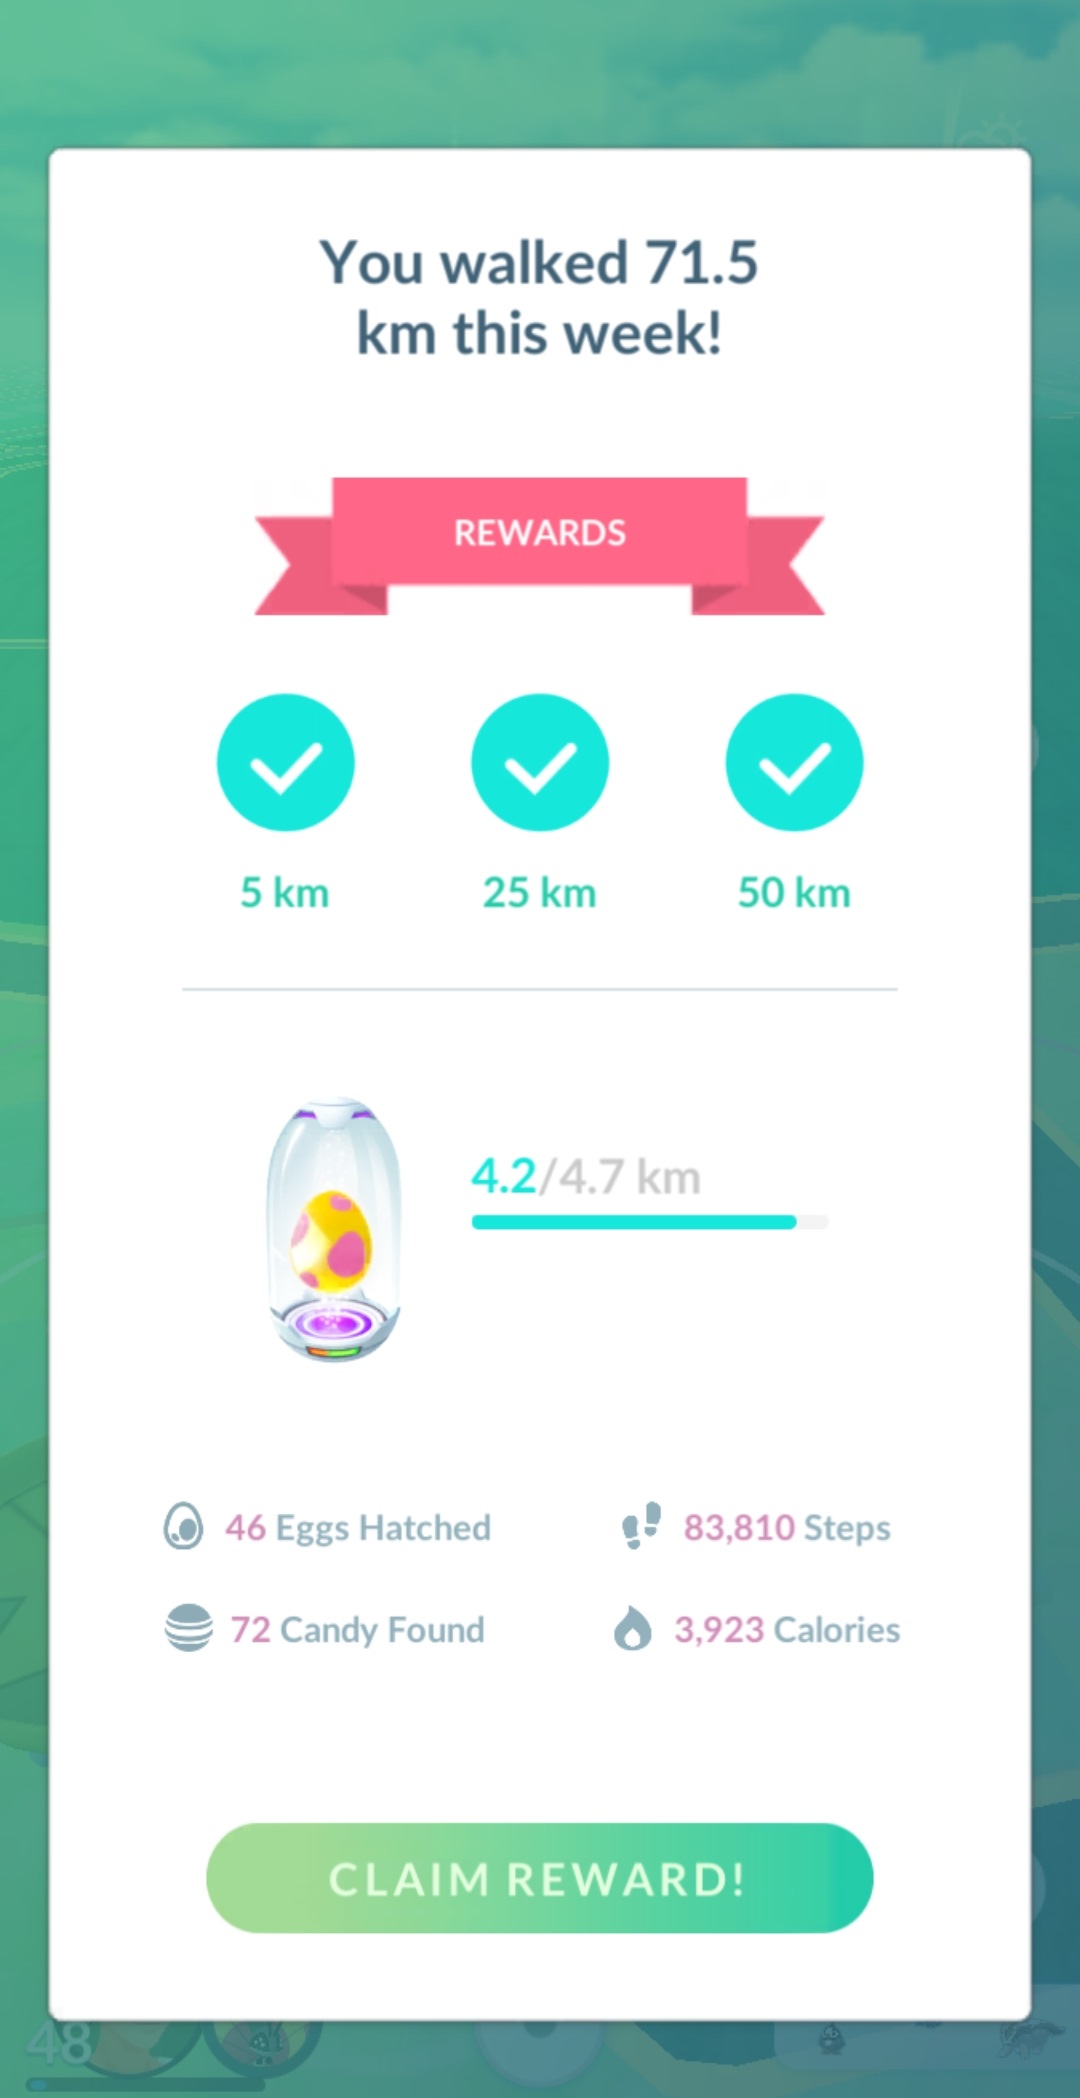 You walked 71.5
km this week!
REWARDS
5 km
25 km
50 km
4.2/4.7 km
46 Eggs Hatched
83,810 Steps
72 Candy Found
3,923 Calories
CLAIM REWARD!
48